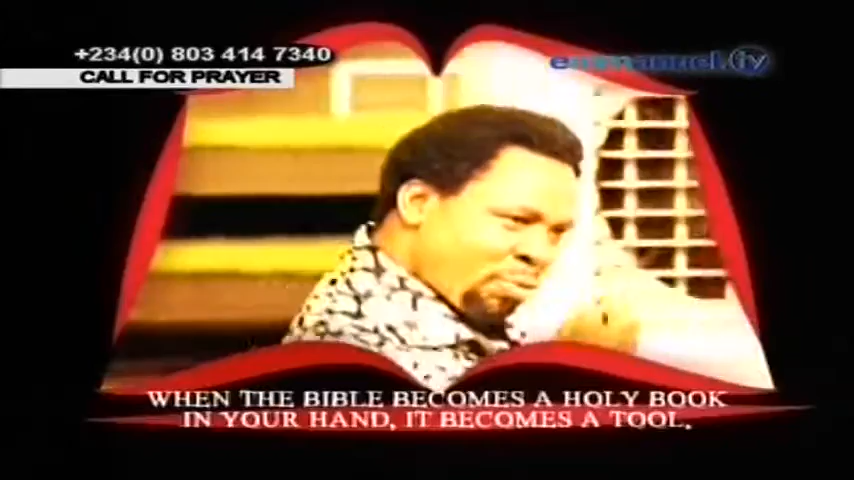 +234(0) 803 414 7340
CALL FOR PRAYER
emmanuel.tv
WHEN THE BIBLE BECOMES A HOLY BOOK
IN YOUR HAND, IT BECOMES A TOOL.